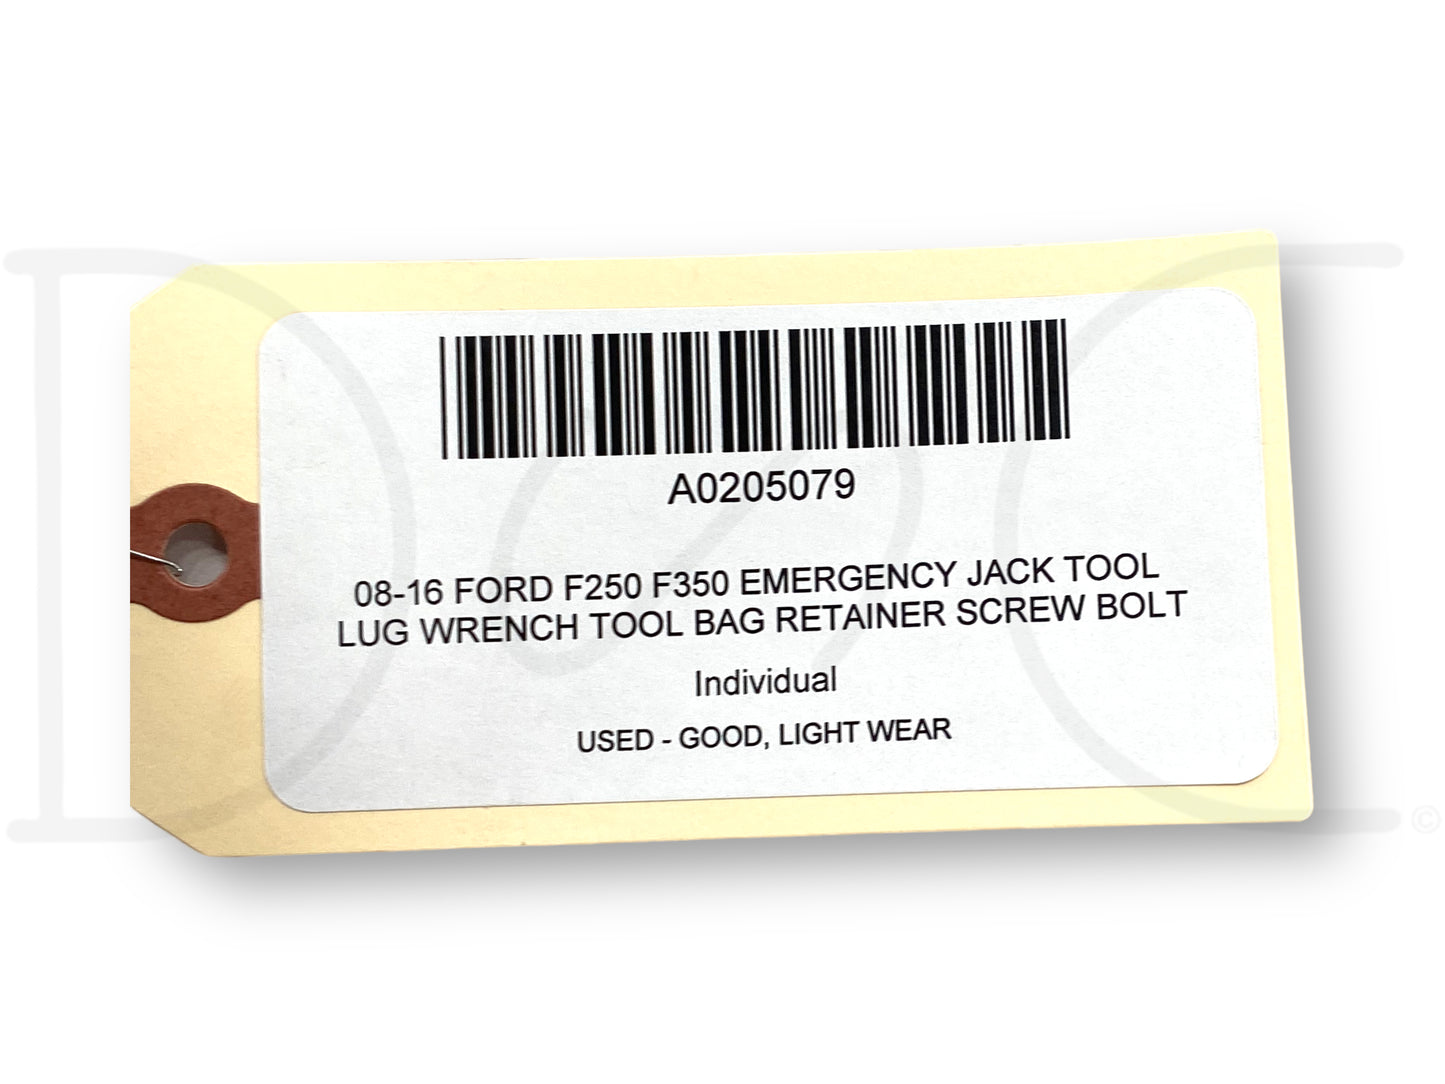 A0205079
08-16 FORD F250 F350 EMERGENCY JACK TOOL
LUG WRENCH TOOL BAG RETAINER SCREW BOLT
Individual
USED - GOOD, LIGHT WEAR
©